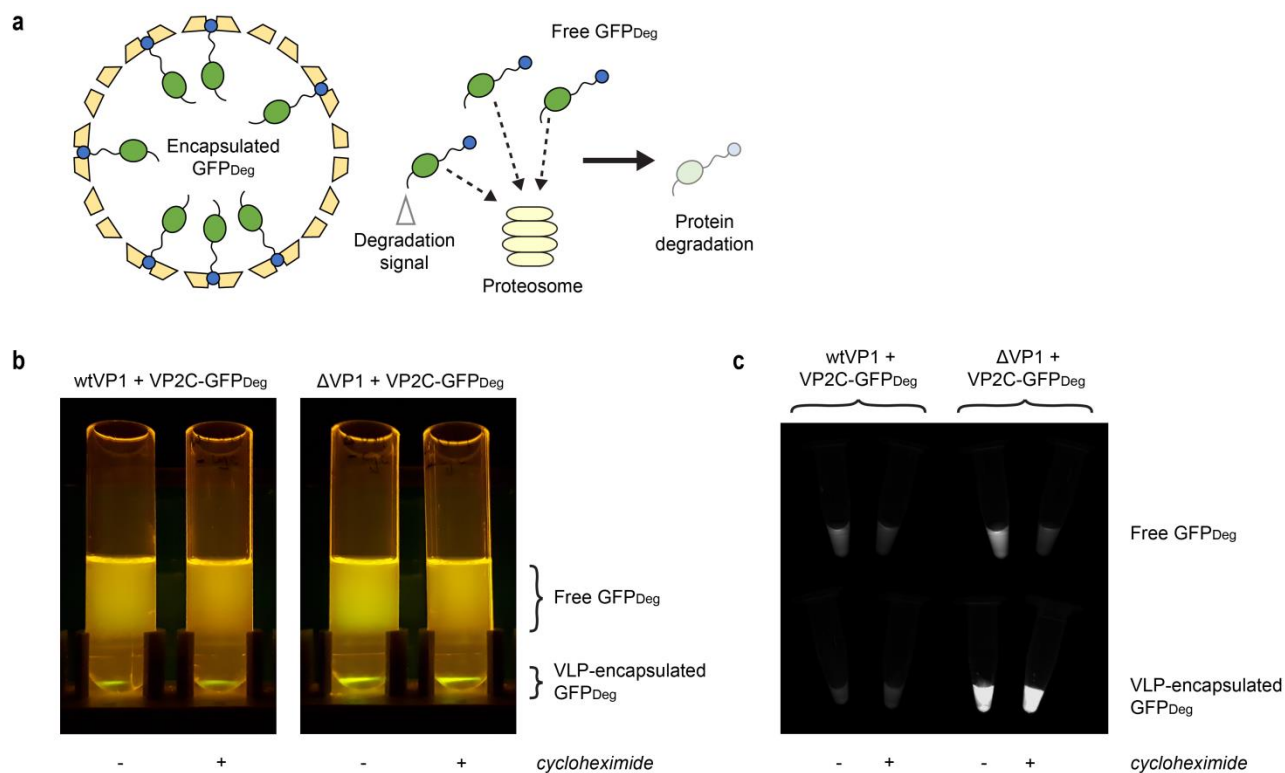 a
Free GFPDeg
Encapsulated
GFPDeg
Degradation
signal
Proteosome
Protein
degradation
b
wtVP1 + VP2C-GFPDeg
ΔVP1 + VP2C-GFPDeg
Free GFPDeg
VLP-encapsulated
GFPDeg
- + - + cycloheximide
c
wtVP1 +
VP2C-GFPDeg
ΔVP1 +
VP2C-GFPDeg
Free GFPDeg
VLP-encapsulated
GFPDeg
- + - + cycloheximide